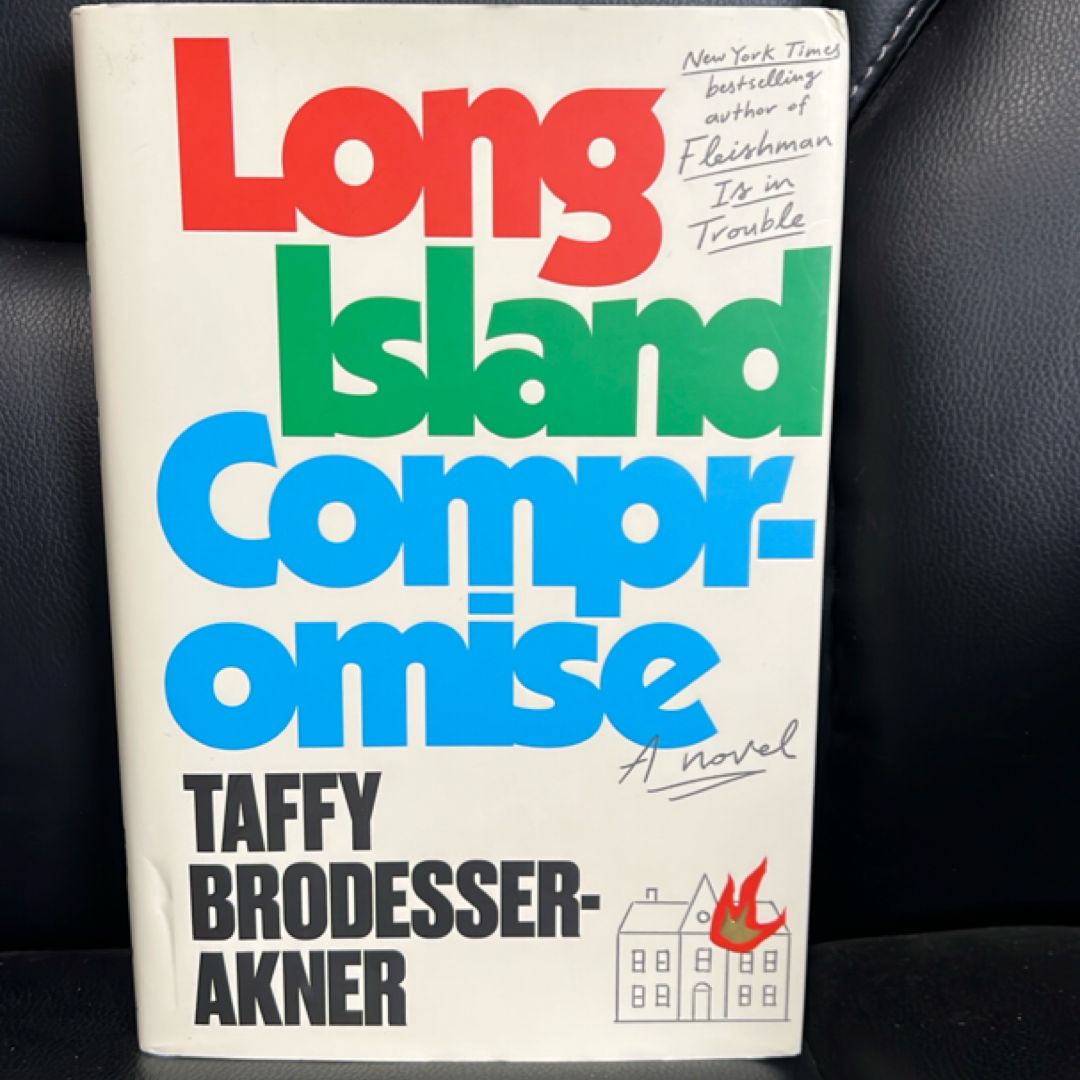 Long
New York Times
bestselling
author of
Fleishman
Is in
Trouble
Island
Compr-
omise
A novel
TAFFY
BRODESSER-
AKNER